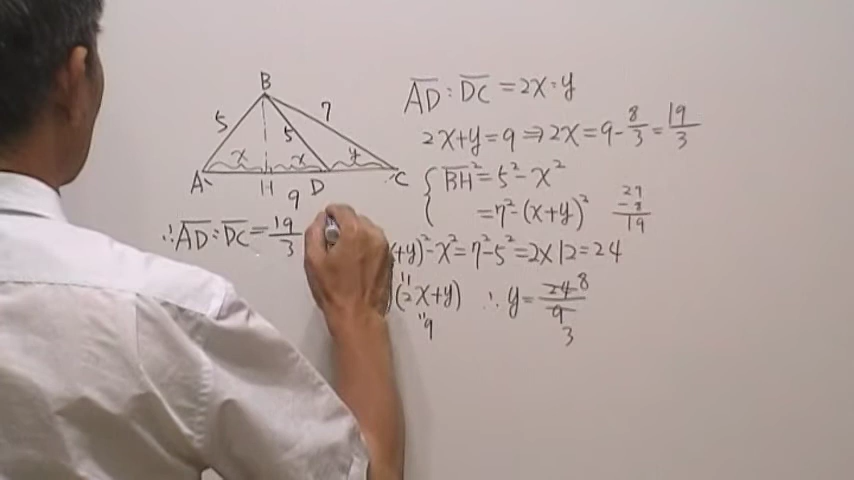 B
5 5 7
x x y
A H D C
9
∴ AD : DC = 19/3
AD : DC = 2x : y
2x+y=9 ⇒ 2x=9-8/3=19/3
{ BH² = 5² - x²
= 7² - (x+y)²
27
-8
19
+y)² - x² = 7² - 5² = 2×12 = 24
)(2x+y)
"
9
∴ y = 24/9
8
3